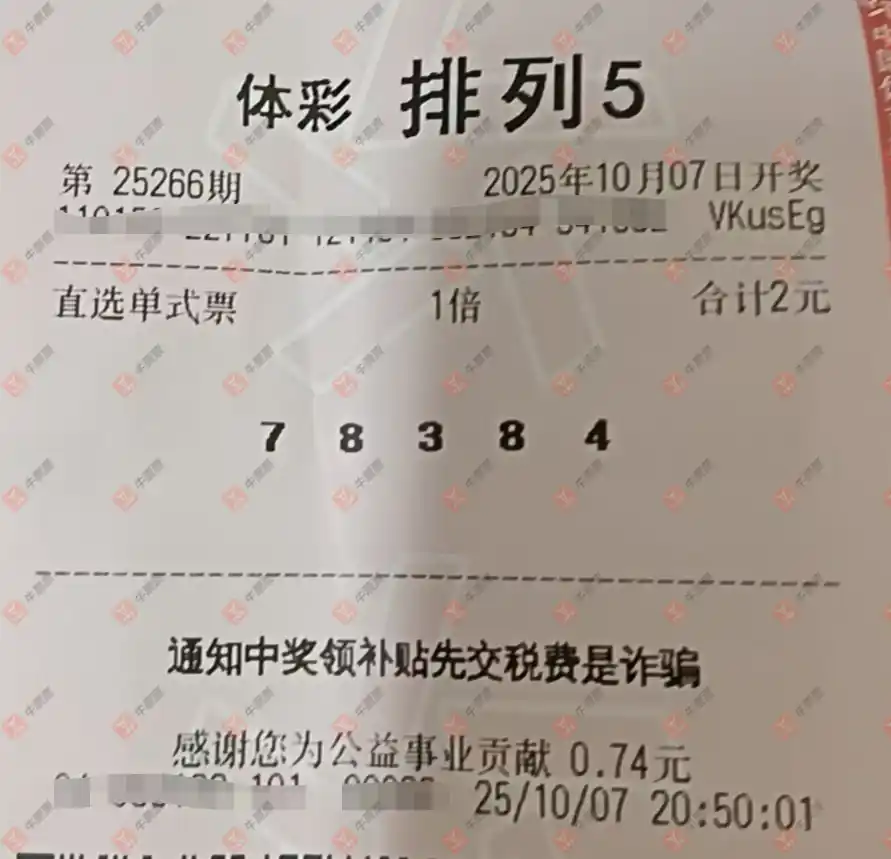 体彩 排列5
第 25266期 2025年10月07日开奖
VKusEg
直选单式票 1倍 合计2元
7 8 3 8 4
通知中奖领补贴先交税费是诈骗
感谢您为公益事业贡献 0.74元
25/10/07 20:50:01